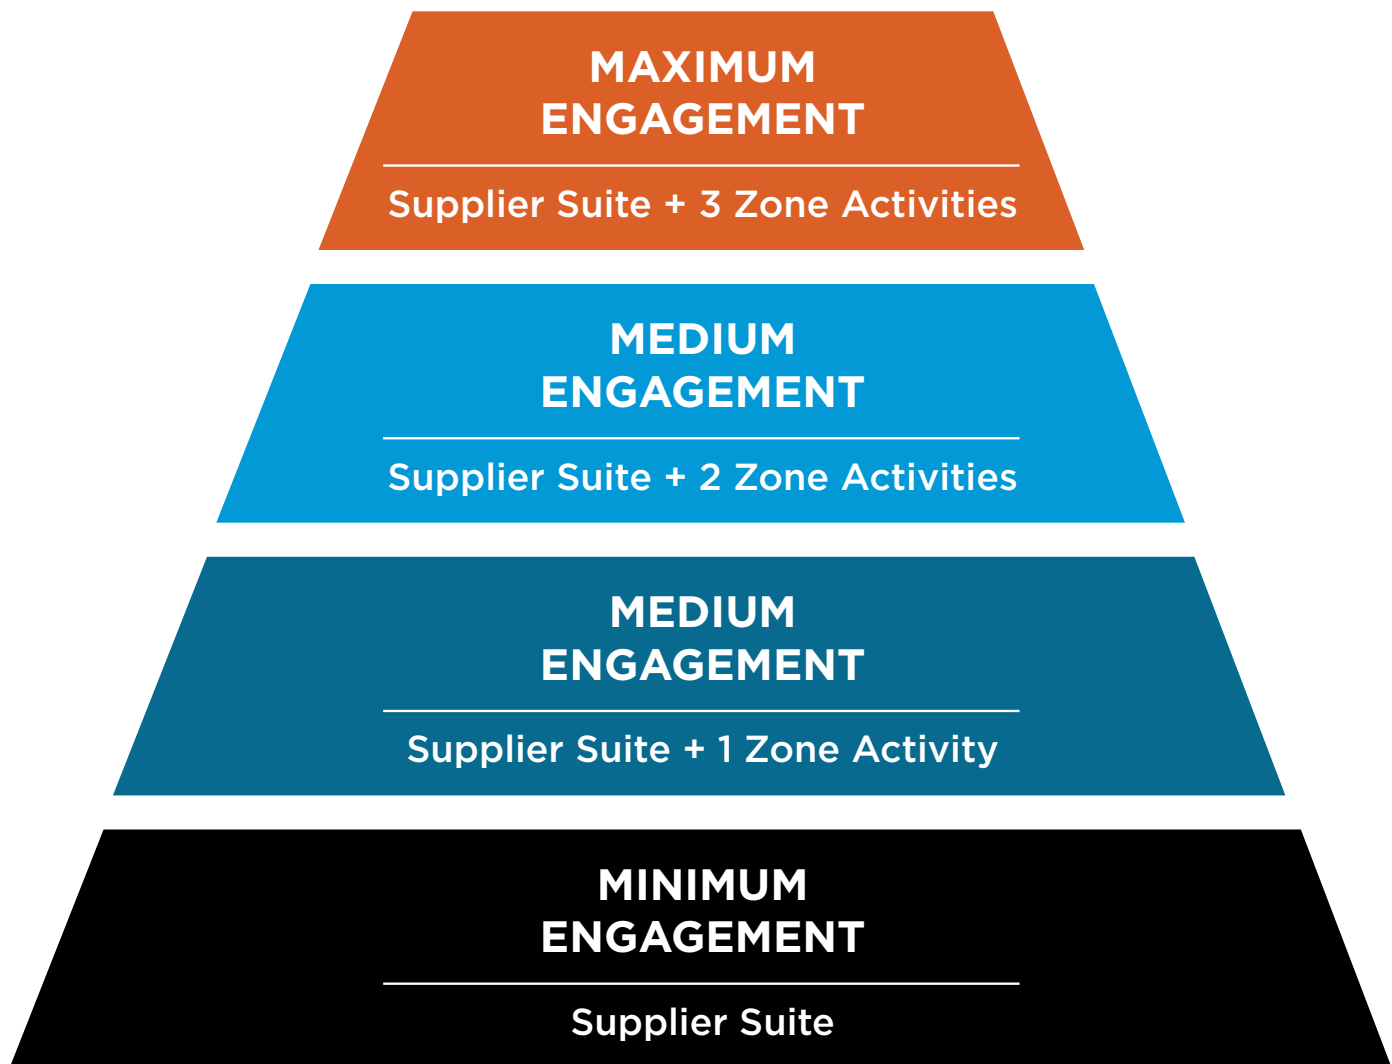 MAXIMUM
ENGAGEMENT
Supplier Suite + 3 Zone Activities
MEDIUM
ENGAGEMENT
Supplier Suite + 2 Zone Activities
MEDIUM
ENGAGEMENT
Supplier Suite + 1 Zone Activity
MINIMUM
ENGAGEMENT
Supplier Suite